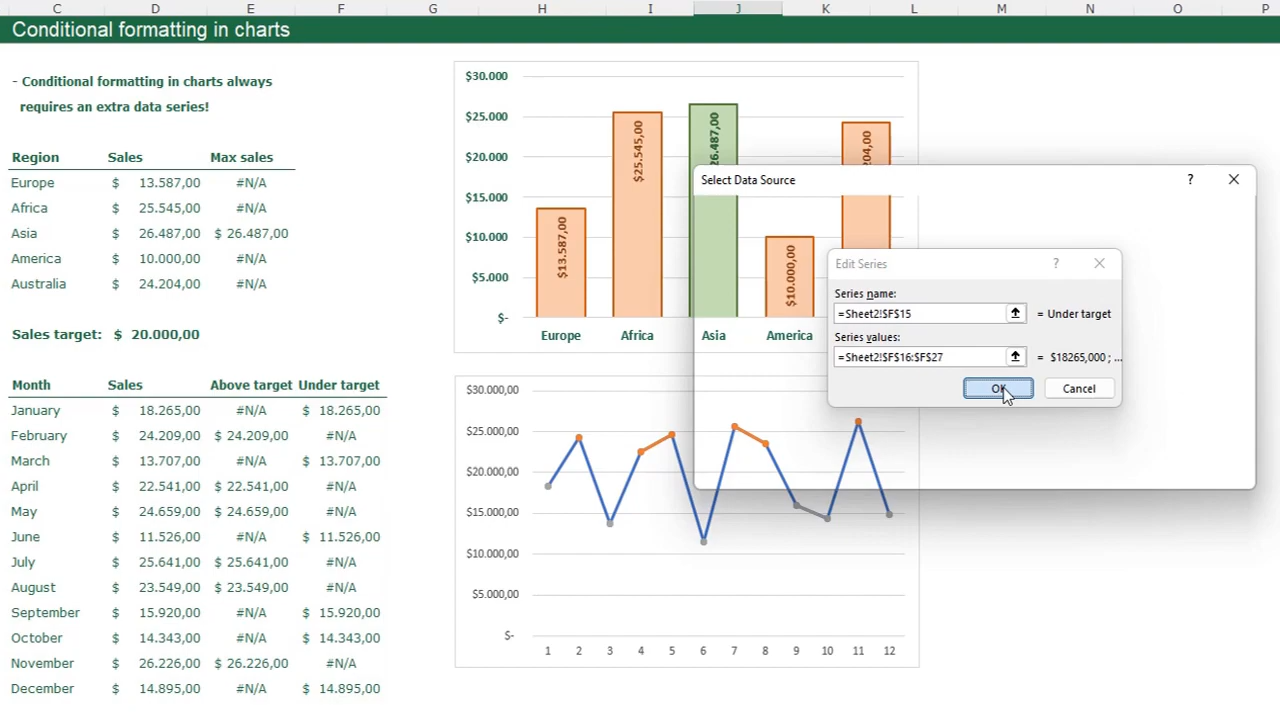 C D E F G H I J K L M N O P
Conditional formatting in charts
- Conditional formatting in charts always
requires an extra data series!
Region Sales Max sales
Europe $ 13.587,00 #N/A
Africa $ 25.545,00 #N/A
Asia $ 26.487,00 $ 26.487,00
America $ 10.000,00 #N/A
Australia $ 24.204,00 #N/A
Sales target: $ 20.000,00
Month Sales Above target Under target
January $ 18.265,00 #N/A $ 18.265,00
February $ 24.209,00 $ 24.209,00 #N/A
March $ 13.707,00 #N/A $ 13.707,00
April $ 22.541,00 $ 22.541,00 #N/A
May $ 24.659,00 $ 24.659,00 #N/A
June $ 11.526,00 #N/A $ 11.526,00
July $ 25.641,00 $ 25.641,00 #N/A
August $ 23.549,00 $ 23.549,00 #N/A
September $ 15.920,00 #N/A $ 15.920,00
October $ 14.343,00 #N/A $ 14.343,00
November $ 26.226,00 $ 26.226,00 #N/A
December $ 14.895,00 #N/A $ 14.895,00
$30.000
$25.000
$20.000
$15.000
$10.000
$5.000
$-
$13.587,00
$25.545,00
26.487,00
$10.000,00
204,00
Europe Africa Asia America
Select Data Source ?
Edit Series ?
Series name:
=Sheet2!$F$15 = Under target
Series values:
=Sheet2!$F$16:$F$27 = $18265,000 ; ...
OK Cancel
$30.000,00
$25.000,00
$20.000,00
$15.000,00
$10.000,00
$5.000,00
$-
1 2 3 4 5 6 7 8 9 10 11 12